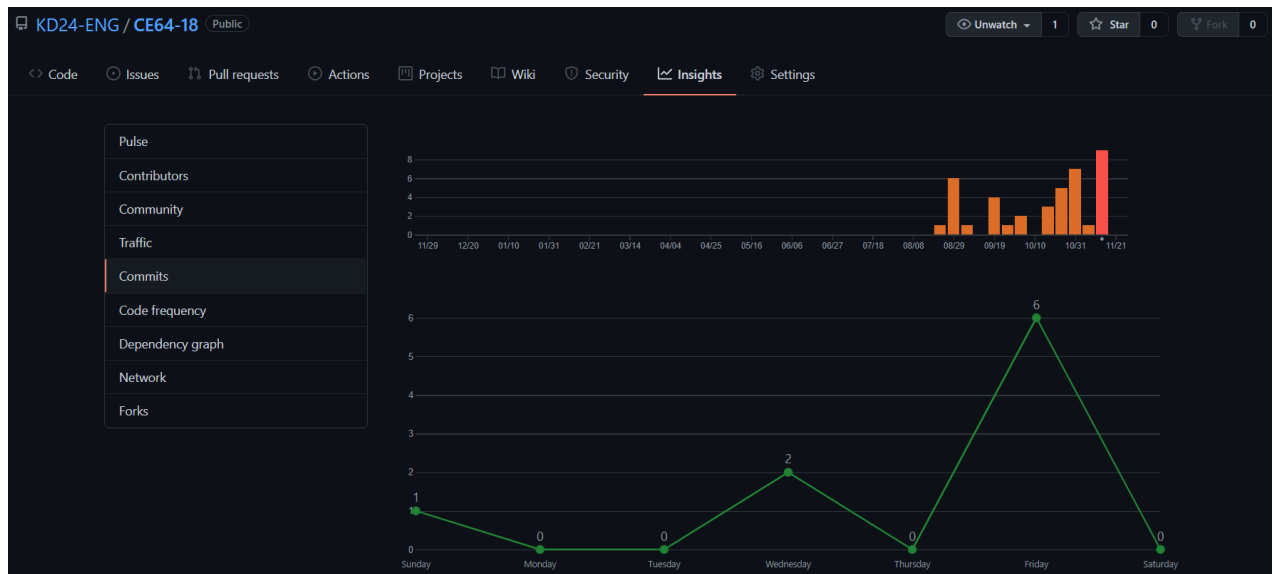 KD24-ENG / CE64-18 Public
Unwatch 1 Star 0 Fork 0
Code Issues Pull requests Actions Projects Wiki Security Insights Settings
Pulse
Contributors
Community
Traffic
Commits
Code frequency
Dependency graph
Network
Forks
8
6
4
2
0
11/29 12/20 01/10 01/31 02/21 03/14 04/04 04/25 05/16 06/06 06/27 07/18 08/08 08/29 09/19 10/10 10/31 11/21
6
6
5
4
3
2
2
1
1
0
0 0 0 0
Sunday Monday Tuesday Wednesday Thursday Friday Saturday